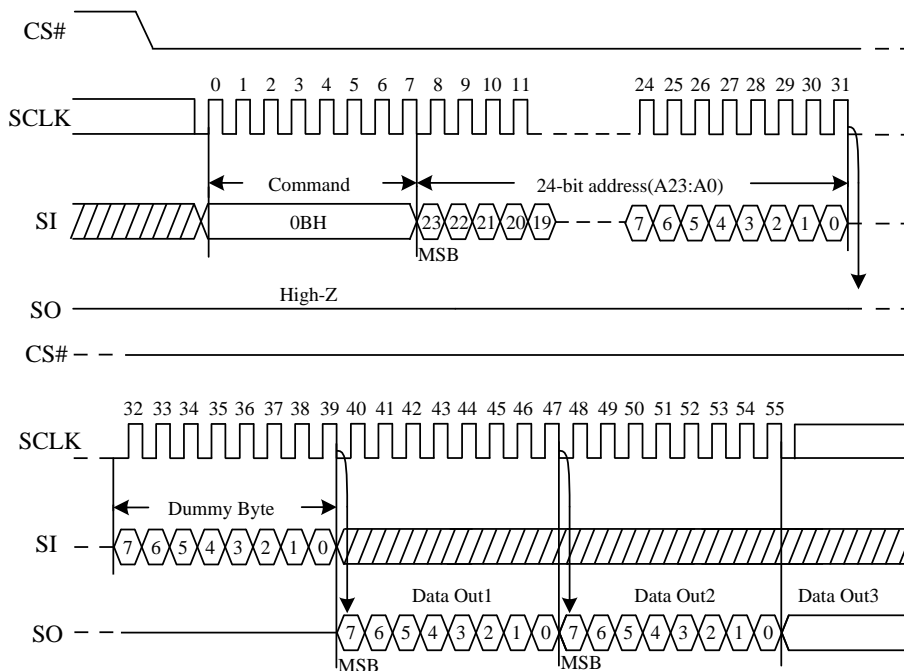 CS#
0 1 2 3 4 5 6 7 8 9 10 11 24 25 26 27 28 29 30 31
SCLK
Command 24-bit address(A23:A0)
SI 0BH 23 22 21 20 19 7 6 5 4 3 2 1 0
MSB
High-Z
SO
CS#
32 33 34 35 36 37 38 39 40 41 42 43 44 45 46 47 48 49 50 51 52 53 54 55
SCLK
Dummy Byte
SI 7 6 5 4 3 2 1 0
Data Out1 Data Out2 Data Out3
SO 7 6 5 4 3 2 1 0 7 6 5 4 3 2 1 0
MSB MSB